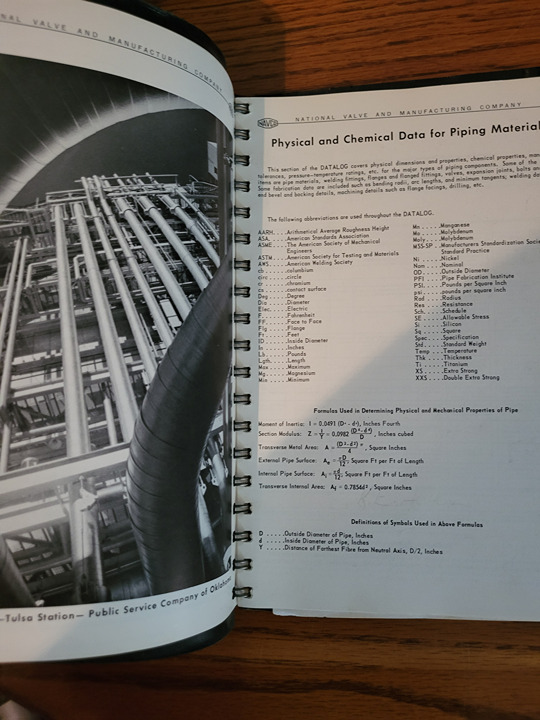 NAL VALVE AND MANUFACTURING COMPANY
-Tulsa Station— Public Service Company of Oklahoma
NAVCO NATIONAL VALVE AND MANUFACTURING COMPANY
Physical and Chemical Data for Piping Material
This section of the DATALOG covers physical dimensions and properties, chemical properties,
tolerances, pressure-temperature ratings, etc. for the major types of piping components. Some of the
items are pipe materials, welding fittings, flanges and flanged fittings, valves, expansion joints, bolts
Some fabrication data are included such as bending radii, arc lengths, and minimum tangents; welding
and bevel and backing details, machining details such as flange facings, drilling, etc.
The following abbreviations are used throughout the DATALOG.
AARH. . . . .Arithmetical Average Roughness Height
ASA. . . . .American Standards Association
ASME. . . .The American Society of Mechanical
Engineers
ASTM. . . .American Society for Testing and Materials
AWS. . . . .American Welding Society
cb. . . . . .columbium
circ. . . . .circle
cr. . . . . .chromium
cs. . . . . .contact surface
Deg. . . . .Degree
Dia. . . . .Diameter
Elec. . . . .Electric
F. . . . . .Fahrenheit
FF. . . . . .Face to Face
Flg. . . . .Flange
Ft. . . . . .Feet
ID. . . . . .Inside Diameter
In. . . . . .Inches
Lb. . . . . .Pounds
Lgth. . . . .Length
Max. . . . .Maximum
Mg. . . . . .Magnesium
Min. . . . .Minimum
Mn. . . . .Manganese
Mo. . . . .Molybdenum
Moly. . . .Molybdenum
MSS-SP. .Manufacturers Standardization
Standard Practice
Ni. . . . .Nickel
Nom. . . .Nominal
OD. . . . .Outside Diameter
PFI. . . . .Pipe Fabrication Institute
PSI. . . . .Pounds per Square Inch
psi. . . . .pounds per square inch
Rad. . . . .Radius
Res. . . . .Resistance
Sch. . . . .Schedule
SE. . . . .Allowable Stress
Si. . . . .Silicon
Sq. . . . .Square
Spec. . . .Specification
Std. . . . .Standard Weight
Temp. . . .Temperature
Thk. . . . .Thickness
Ti. . . . .Titanium
XS. . . . .Extra Strong
XXS. . . .Double Extra Strong
Formulas Used in Determining Physical and Mechanical Properties of Pipe
Moment of Inertia: I = 0.0491 (D⁴ - d⁴), Inches Fourth
Section Modulus: Z = I/Y = 0.0982 (D⁴-d⁴)/D, Inches cubed
Transverse Metal Area: A = (D²-d²) π/4, Square Inches
External Pipe Surface: πD/12, Square Ft per Ft of Length
Internal Pipe Surface: πd/12, Square Ft per Ft of Length
Transverse Internal Area: 0.7854d², Square Inches
Definitions of Symbols Used in Above Formulas
D . . . . .Outside Diameter of Pipe, Inches
d . . . . .Inside Diameter of Pipe, Inches
Y . . . . .Distance of Farthest Fibre from Neutral Axis, D/2, Inches